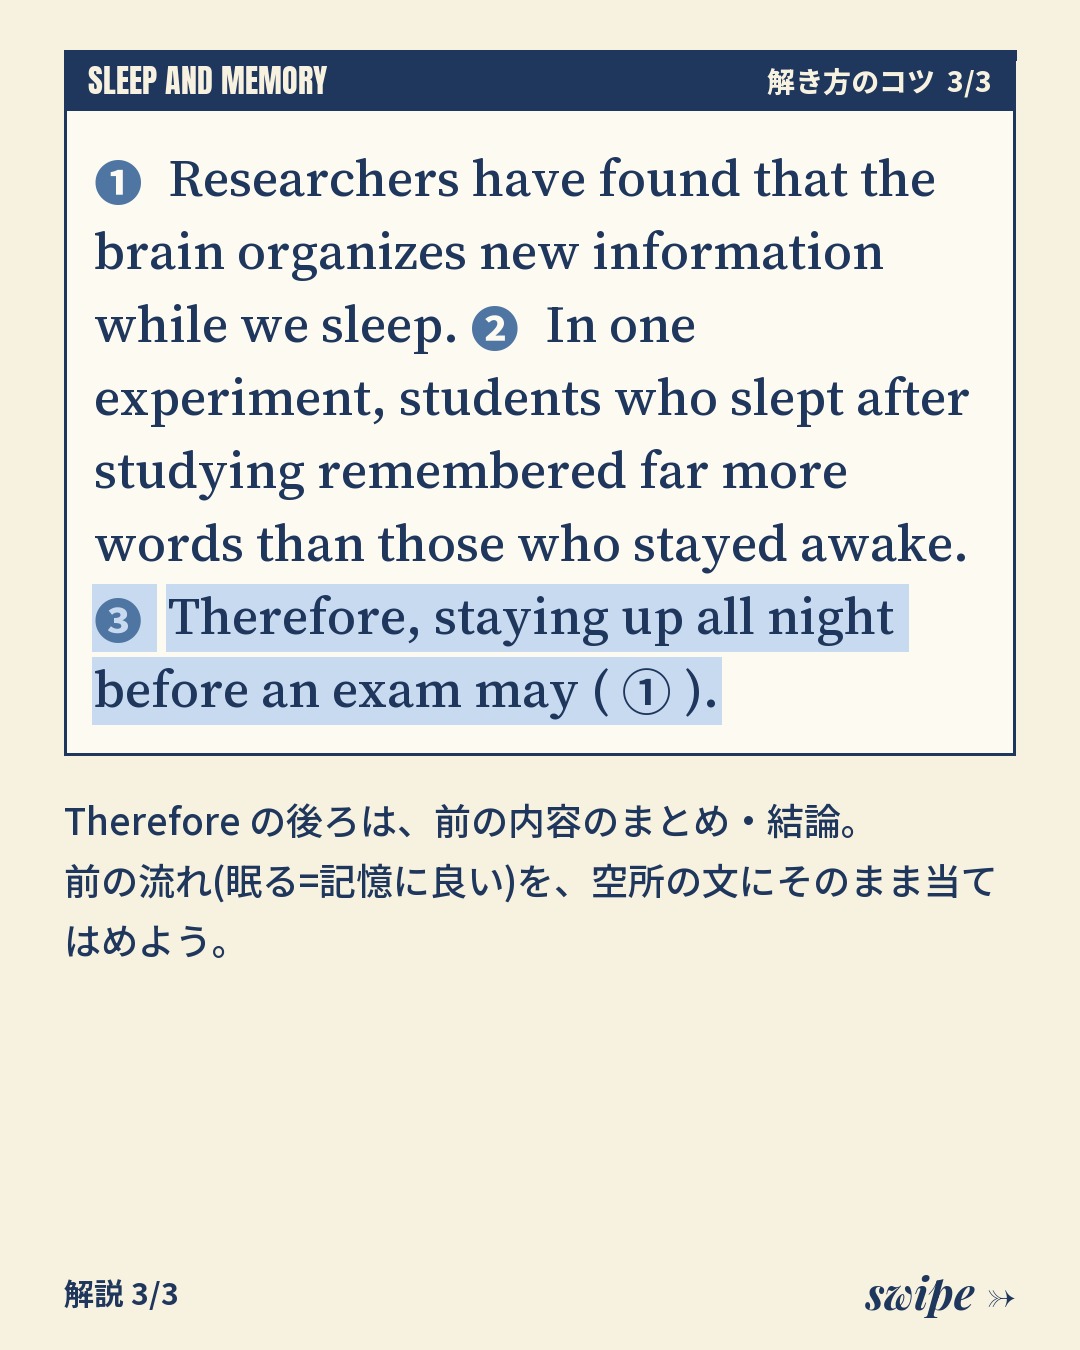 SLEEP AND MEMORY
解き方のコツ 3/3
❶ Researchers have found that the
brain organizes new information
while we sleep. ❷ In one
experiment, students who slept after
studying remembered far more
words than those who stayed awake.
❸ Therefore, staying up all night
before an exam may ( ① ).
Therefore の後ろは、前の内容のまとめ・結論。
前の流れ(眠る=記憶に良い)を、空所の文にそのまま当て
はめよう。
解説 3/3
swipe